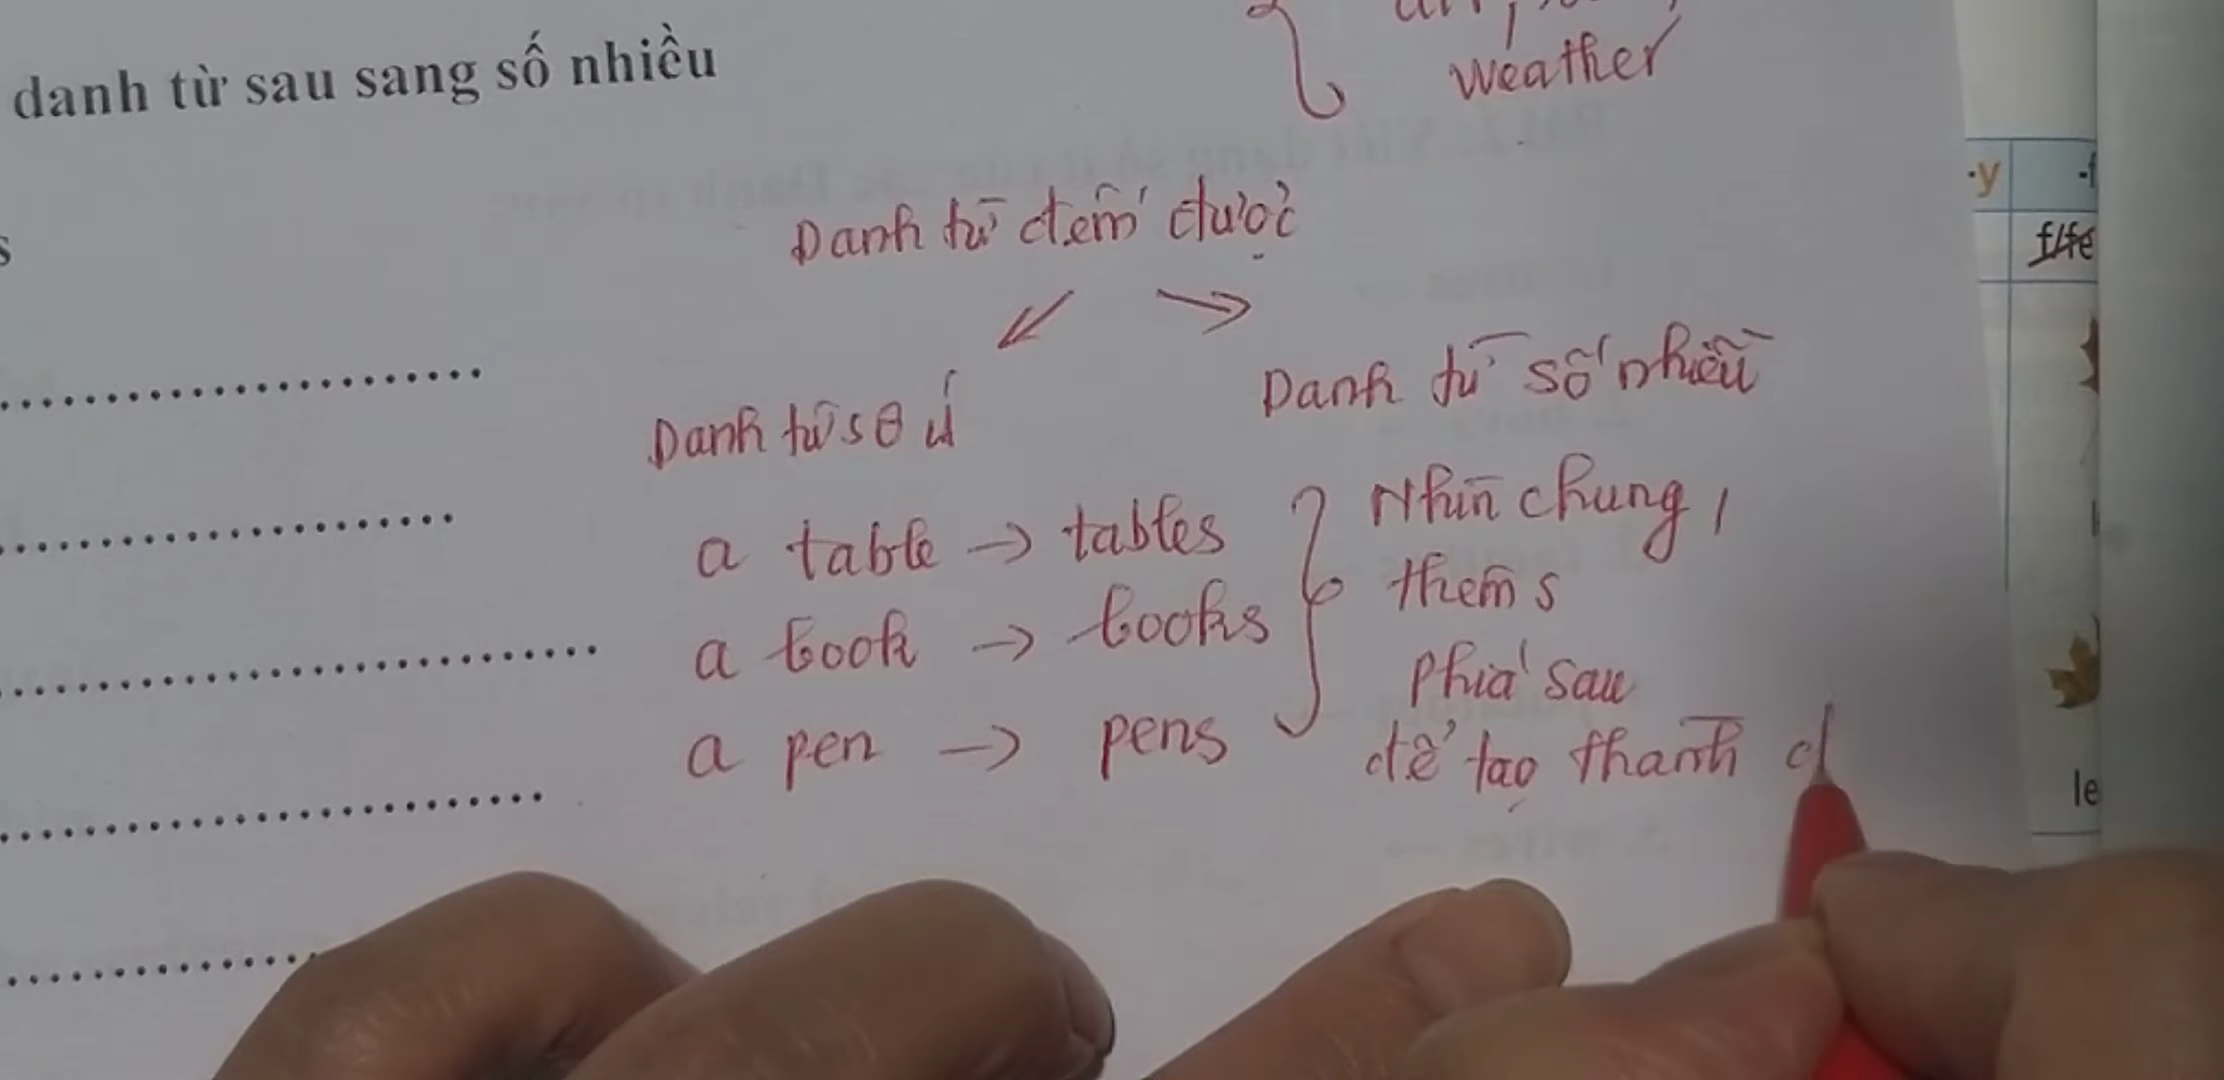 weather
danh từ sau sang số nhiều
-y
-f
f/fe
s
Danh từ đếm được
Danh từ số ít
Danh từ số nhiều
a table → tables
a book → books
a pen → pens
Nhìn chung,
thêm s
phía sau
để tạo thành d
le